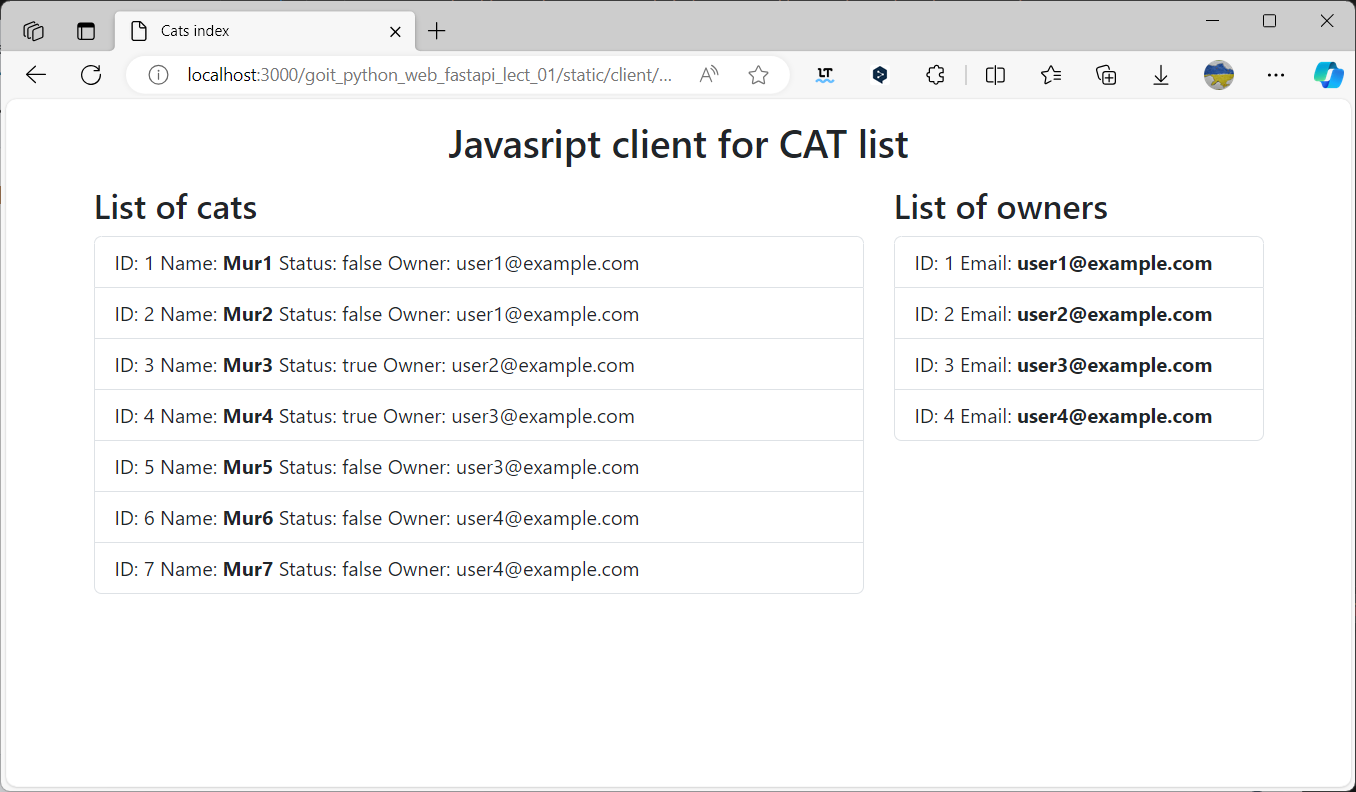 Cats index
localhost:3000/goit_python_web_fastapi_lect_01/static/client/...
LT
Javasript client for CAT list
List of cats
ID: 1 Name: Mur1 Status: false Owner: user1@example.com
ID: 2 Name: Mur2 Status: false Owner: user1@example.com
ID: 3 Name: Mur3 Status: true Owner: user2@example.com
ID: 4 Name: Mur4 Status: true Owner: user3@example.com
ID: 5 Name: Mur5 Status: false Owner: user3@example.com
ID: 6 Name: Mur6 Status: false Owner: user4@example.com
ID: 7 Name: Mur7 Status: false Owner: user4@example.com
List of owners
ID: 1 Email: user1@example.com
ID: 2 Email: user2@example.com
ID: 3 Email: user3@example.com
ID: 4 Email: user4@example.com